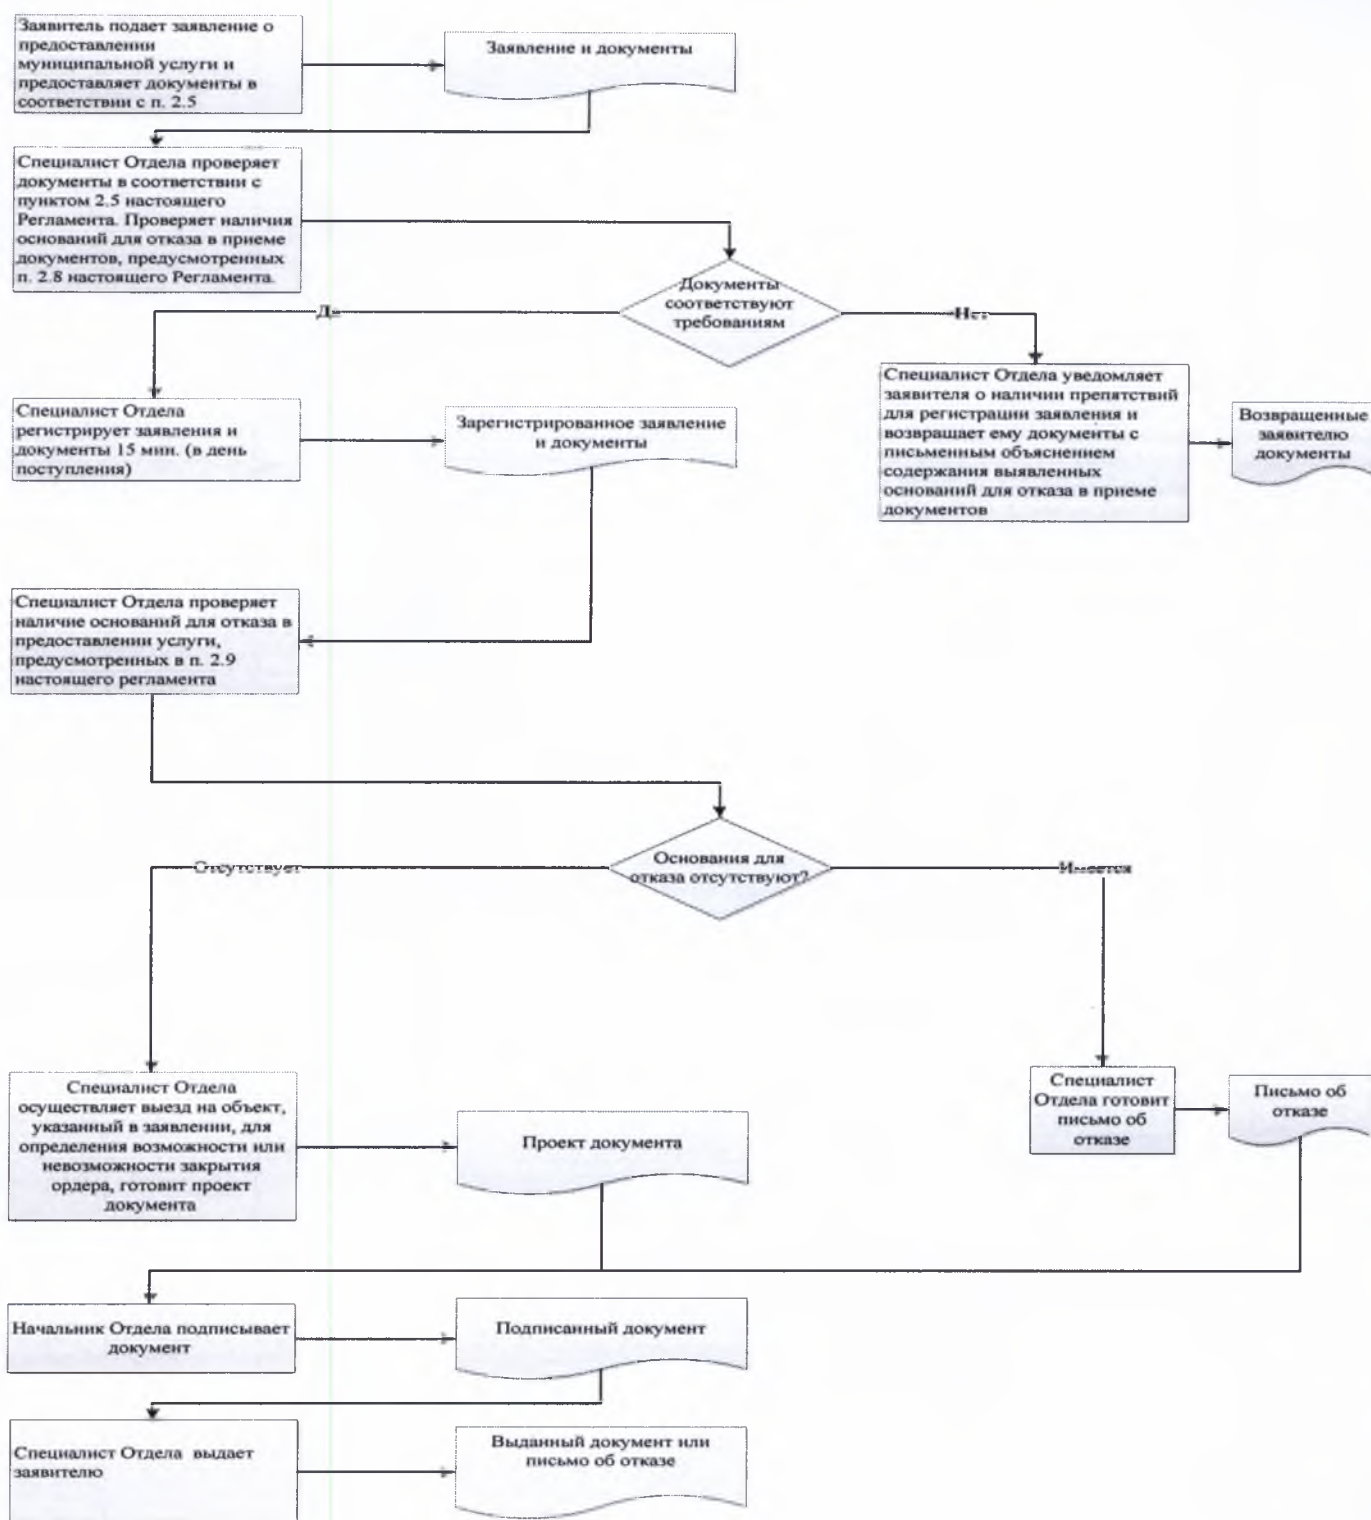 Заявитель подает заявление о
предоставлении
муниципальной услуги и
предоставляет документы в
соответствии с п. 2.5
Заявление и документы
Специалист Отдела проверяет
документы в соответствии с
пунктом 2.5 настоящего
Регламента. Проверяет наличия
оснований для отказа в приеме
документов, предусмотренных
п. 2.8 настоящего Регламента.
Документы
соответствуют
требованиям
Да
Нет
Специалист Отдела
регистрирует заявления и
документы 15 мин. (в день
поступления)
Зарегистрированное заявление
и документы
Специалист Отдела уведомляет
заявителя о наличии препятствий
для регистрации заявления и
возвращает ему документы с
письменным объяснением
содержания выявленных
оснований для отказа в приеме
документов
Возвращенные
заявителю
документы
Специалист Отдела проверяет
наличие оснований для отказа в
предоставлении услуги,
предусмотренных в п. 2.9
настоящего регламента
Основания для
отказа отсутствуют?
Отсутствует
Имеется
Специалист Отдела
осуществляет выезд на объект,
указанный в заявлении, для
определения возможности или
невозможности закрытия
ордера, готовит проект
документа
Проект документа
Специалист
Отдела готовит
письмо об
отказе
Письмо об
отказе
Начальник Отдела подписывает
документ
Подписанный документ
Специалист Отдела выдает
заявителю
Выданный документ или
письмо об отказе